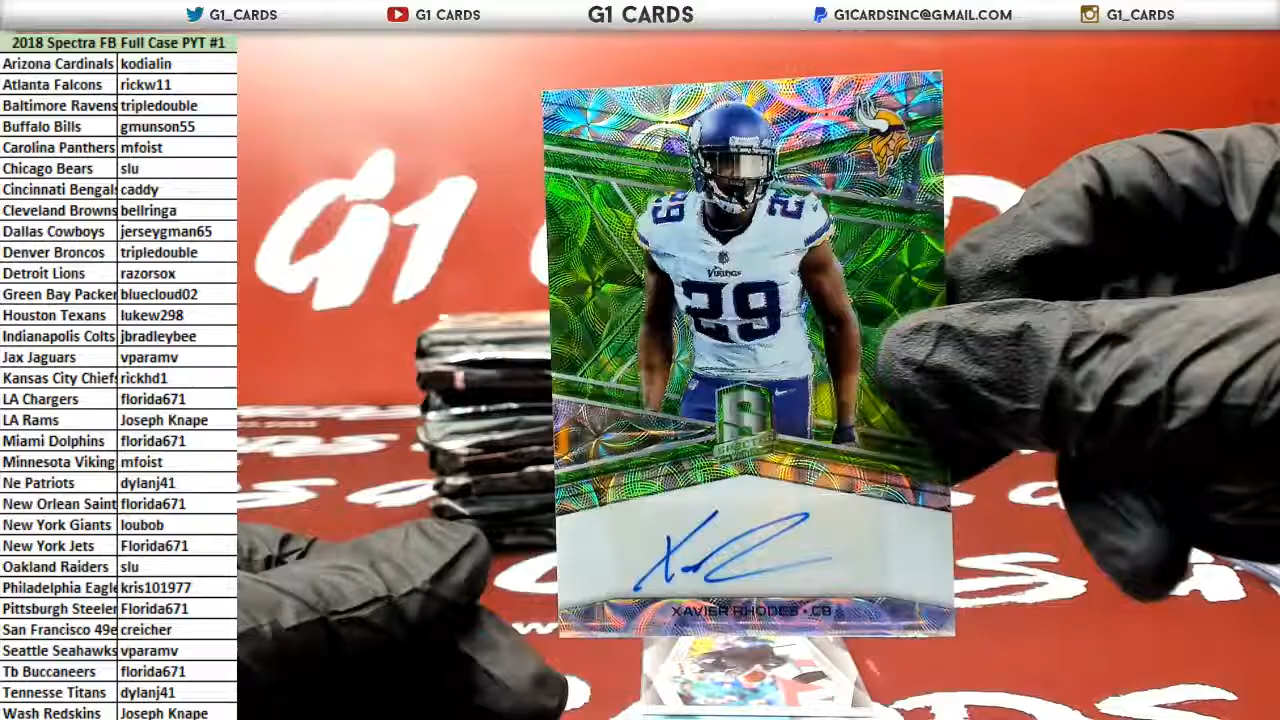 G1_CARDS
G1 CARDS
G1 CARDS
G1CARDSINC@GMAIL.COM
G1_CARDS
2018 Spectra FB Full Case PYT #1
Arizona Cardinals kodialin
Atlanta Falcons rickw11
Baltimore Ravens tripledouble
Buffalo Bills gmunson55
Carolina Panthers mfoist
Chicago Bears slu
Cincinnati Bengals caddy
Cleveland Browns bellringa
Dallas Cowboys jerseygman65
Denver Broncos tripledouble
Detroit Lions razorsox
Green Bay Packer bluecloud02
Houston Texans lukew298
Indianapolis Colts jbradleybee
Jax Jaguars vparamv
Kansas City Chiefs rickhd1
LA Chargers florida671
LA Rams Joseph Knape
Miami Dolphins florida671
Minnesota Viking mfoist
Ne Patriots dylanj41
New Orlean Saint florida671
New York Giants loubob
New York Jets Florida671
Oakland Raiders slu
Philadelphia Eagle kris101977
Pittsburgh Steeler Florida671
San Francisco 49e creicher
Seattle Seahawks vparamv
Tb Buccaneers florida671
Tennesse Titans dylanj41
Wash Redskins Joseph Knape
G1
29 29
VIKINGS
29
S
SPECTRA
XAVIER RHODES • CB